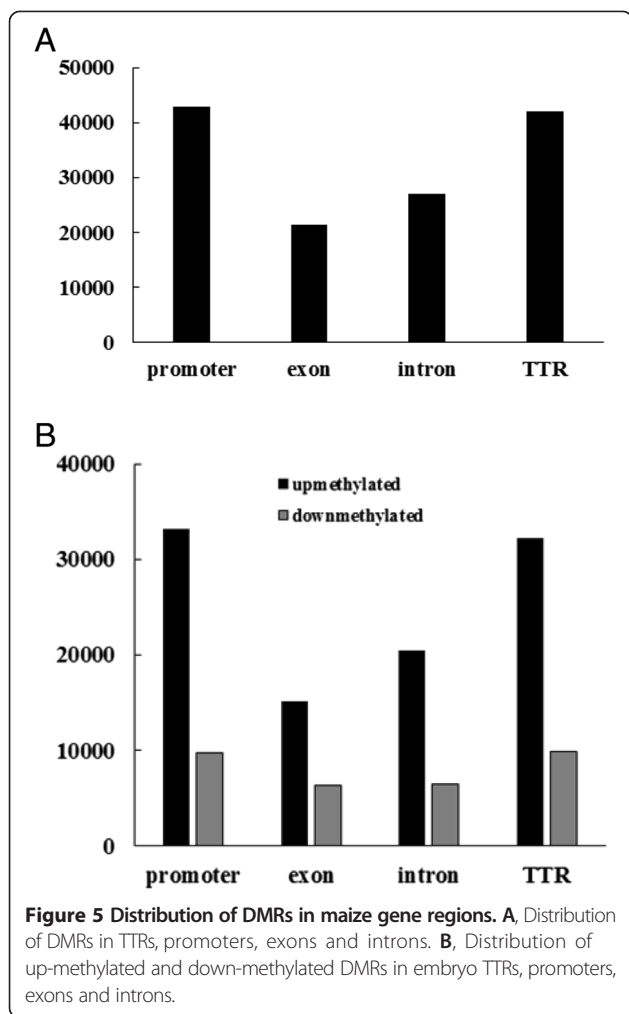 A
50000
40000
30000
20000
10000
0
promoter exon intron TTR
B
40000
30000
20000
10000
0
upmethylated
downmethylated
promoter exon intron TTR
Figure 5 Distribution of DMRs in maize gene regions. A, Distribution
of DMRs in TTRs, promoters, exons and introns. B, Distribution of
up-methylated and down-methylated DMRs in embryo TTRs, promoters,
exons and introns.